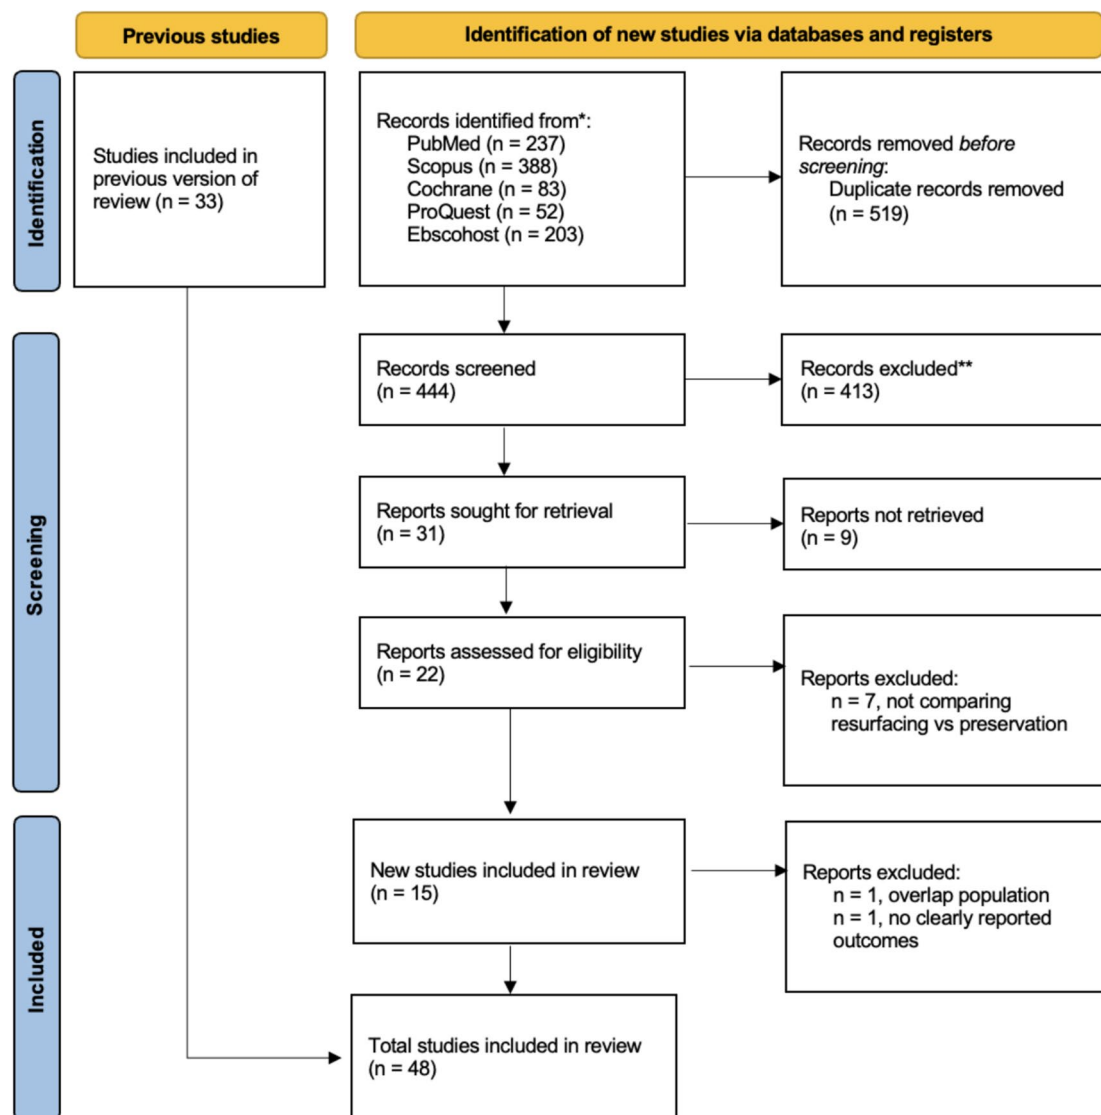 Previous studies
Identification of new studies via databases and registers
Identification
Studies included in
previous version of
review (n = 33)
Records identified from*:
PubMed (n = 237)
Scopus (n = 388)
Cochrane (n = 83)
ProQuest (n = 52)
Ebscohost (n = 203)
Records removed before
screening:
Duplicate records removed
(n = 519)
Screening
Records screened
(n = 444)
Records excluded**
(n = 413)
Reports sought for retrieval
(n = 31)
Reports not retrieved
(n = 9)
Reports assessed for eligibility
(n = 22)
Reports excluded:
n = 7, not comparing
resurfacing vs preservation
Included
New studies included in review
(n = 15)
Reports excluded:
n = 1, overlap population
n = 1, no clearly reported
outcomes
Total studies included in review
(n = 48)